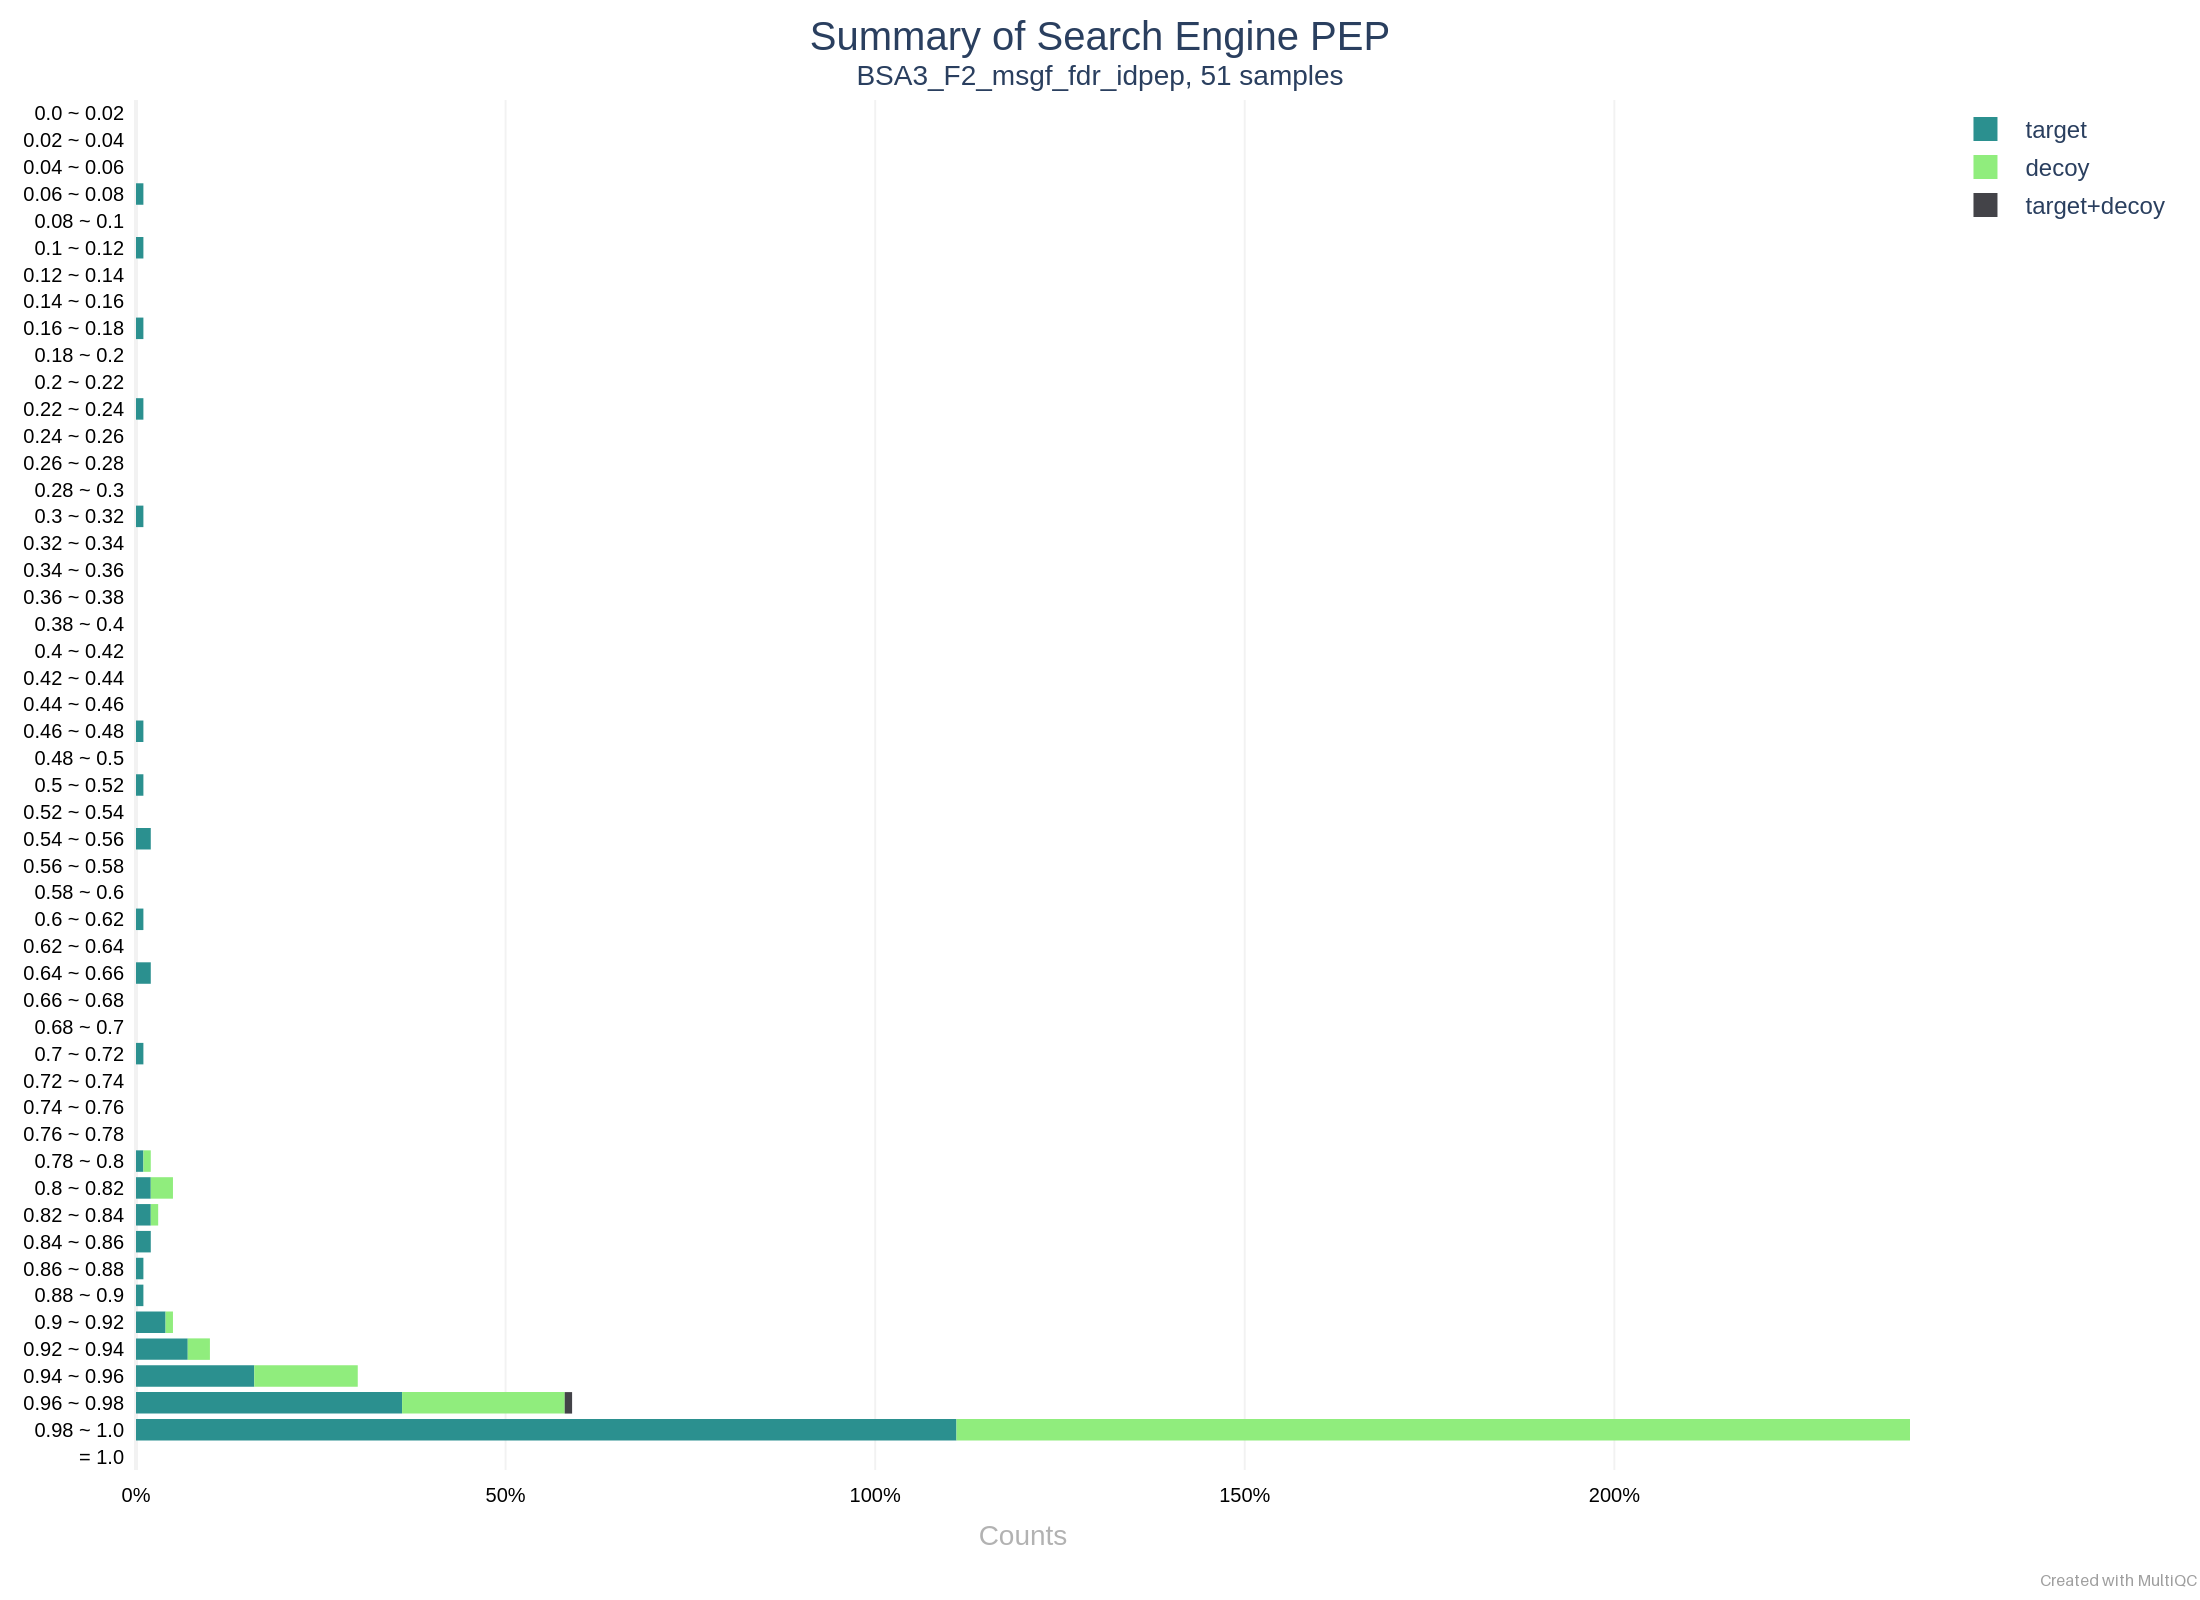 Summary of Search Engine PEP
BSA3_F2_msgf_fdr_idpep, 51 samples
0.0 ~ 0.02
0.02 ~ 0.04
0.04 ~ 0.06
0.06 ~ 0.08
0.08 ~ 0.1
0.1 ~ 0.12
0.12 ~ 0.14
0.14 ~ 0.16
0.16 ~ 0.18
0.18 ~ 0.2
0.2 ~ 0.22
0.22 ~ 0.24
0.24 ~ 0.26
0.26 ~ 0.28
0.28 ~ 0.3
0.3 ~ 0.32
0.32 ~ 0.34
0.34 ~ 0.36
0.36 ~ 0.38
0.38 ~ 0.4
0.4 ~ 0.42
0.42 ~ 0.44
0.44 ~ 0.46
0.46 ~ 0.48
0.48 ~ 0.5
0.5 ~ 0.52
0.52 ~ 0.54
0.54 ~ 0.56
0.56 ~ 0.58
0.58 ~ 0.6
0.6 ~ 0.62
0.62 ~ 0.64
0.64 ~ 0.66
0.66 ~ 0.68
0.68 ~ 0.7
0.7 ~ 0.72
0.72 ~ 0.74
0.74 ~ 0.76
0.76 ~ 0.78
0.78 ~ 0.8
0.8 ~ 0.82
0.82 ~ 0.84
0.84 ~ 0.86
0.86 ~ 0.88
0.88 ~ 0.9
0.9 ~ 0.92
0.92 ~ 0.94
0.94 ~ 0.96
0.96 ~ 0.98
0.98 ~ 1.0
= 1.0
0% 50% 100% 150% 200%
Counts
target
decoy
target+decoy
Created with MultiQC